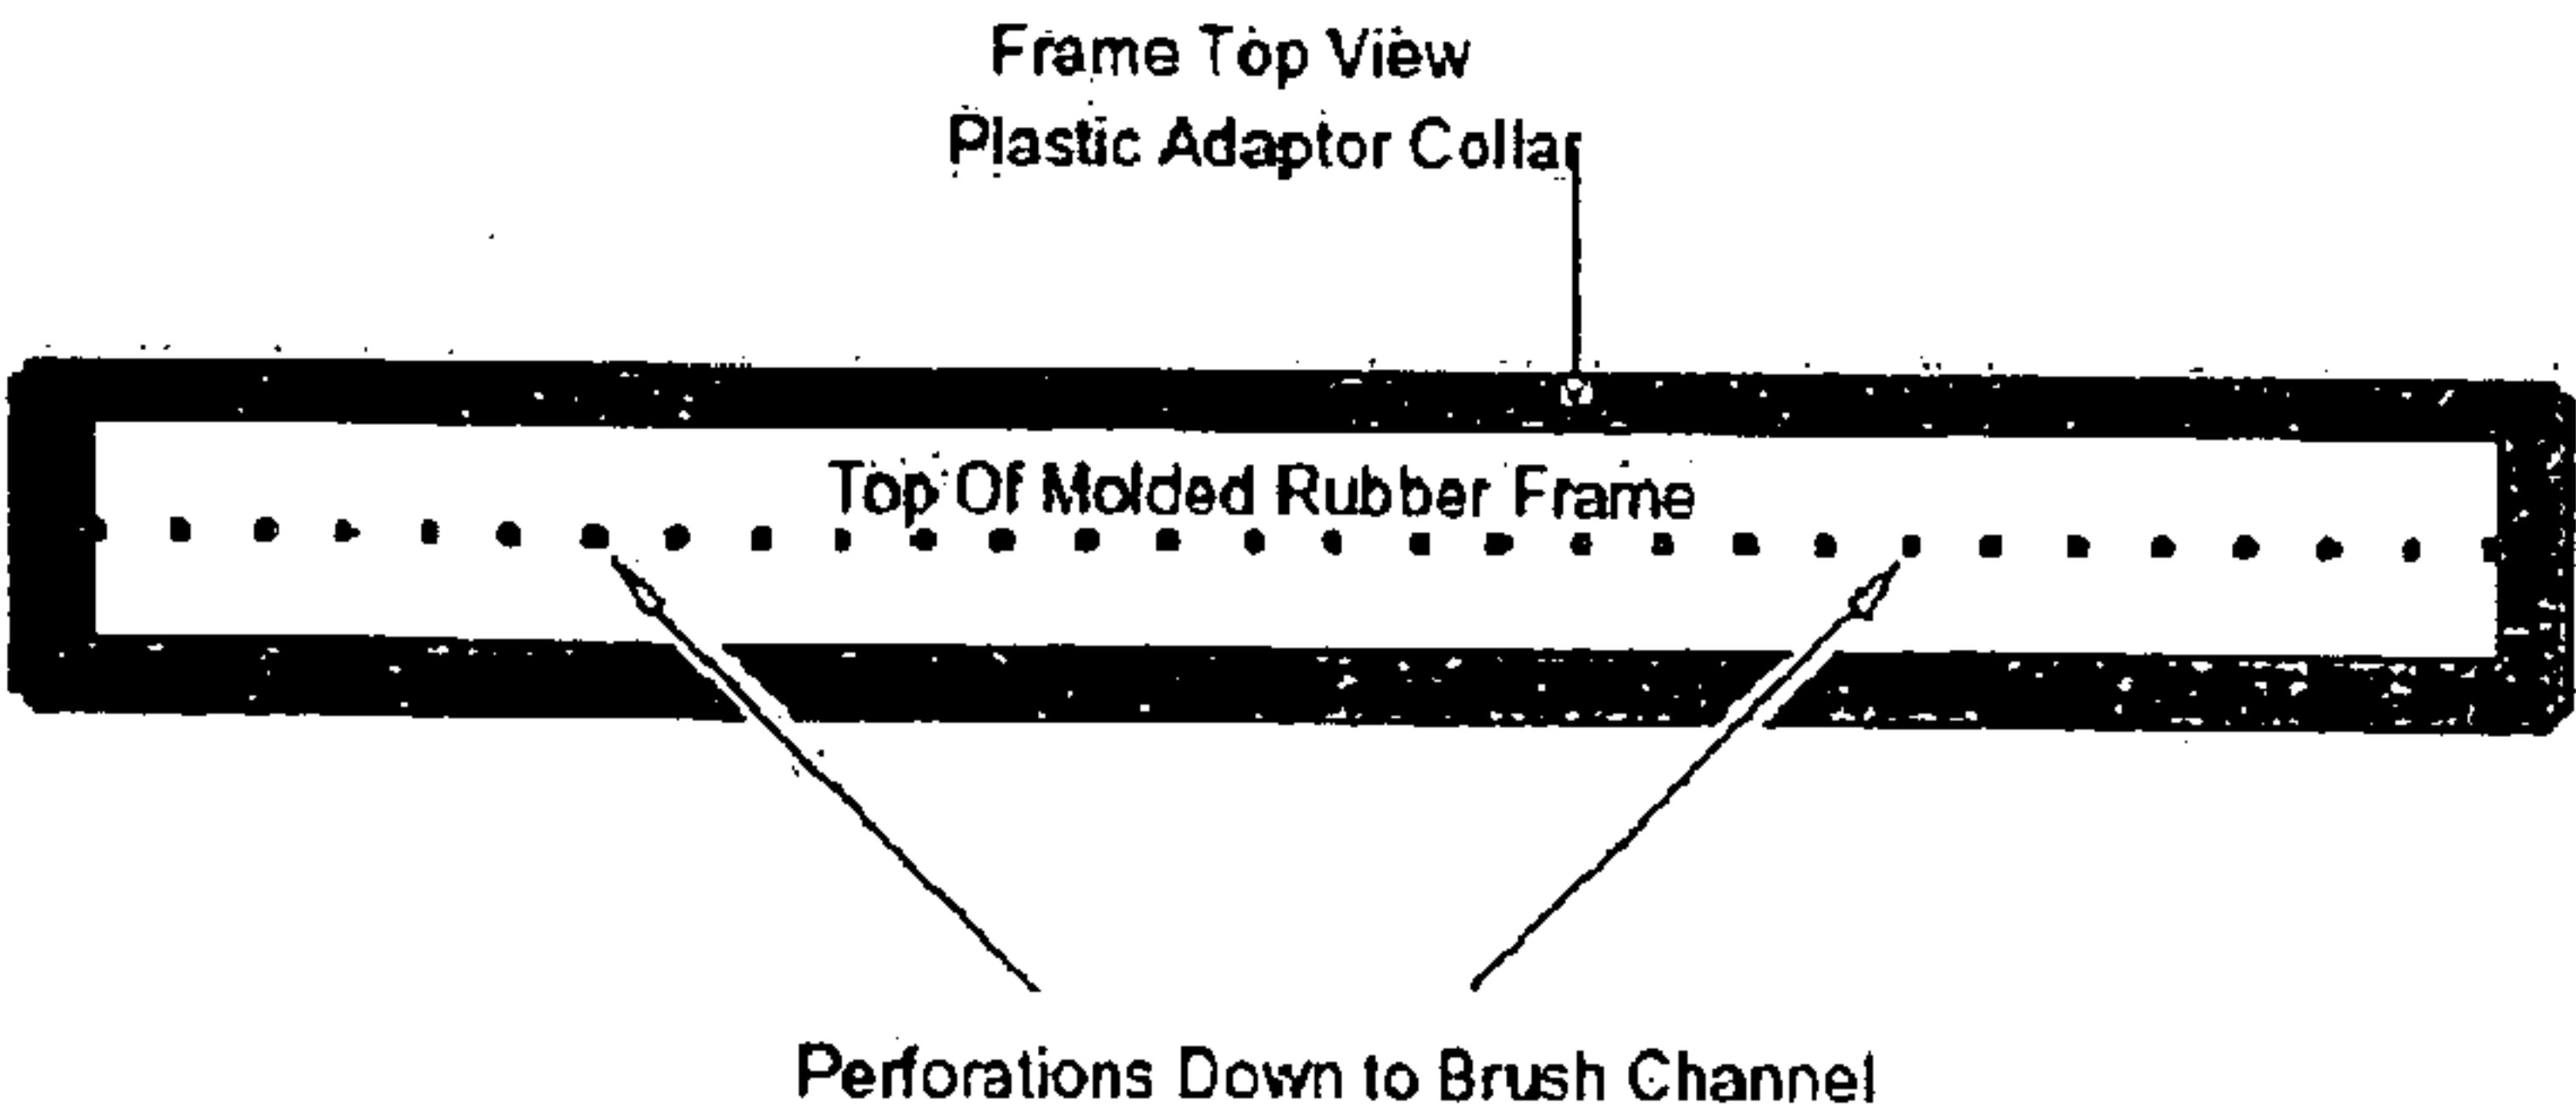 Frame Top View
Plastic Adaptor Collar
Top Of Molded Rubber Frame
Perforations Down to Brush Channel